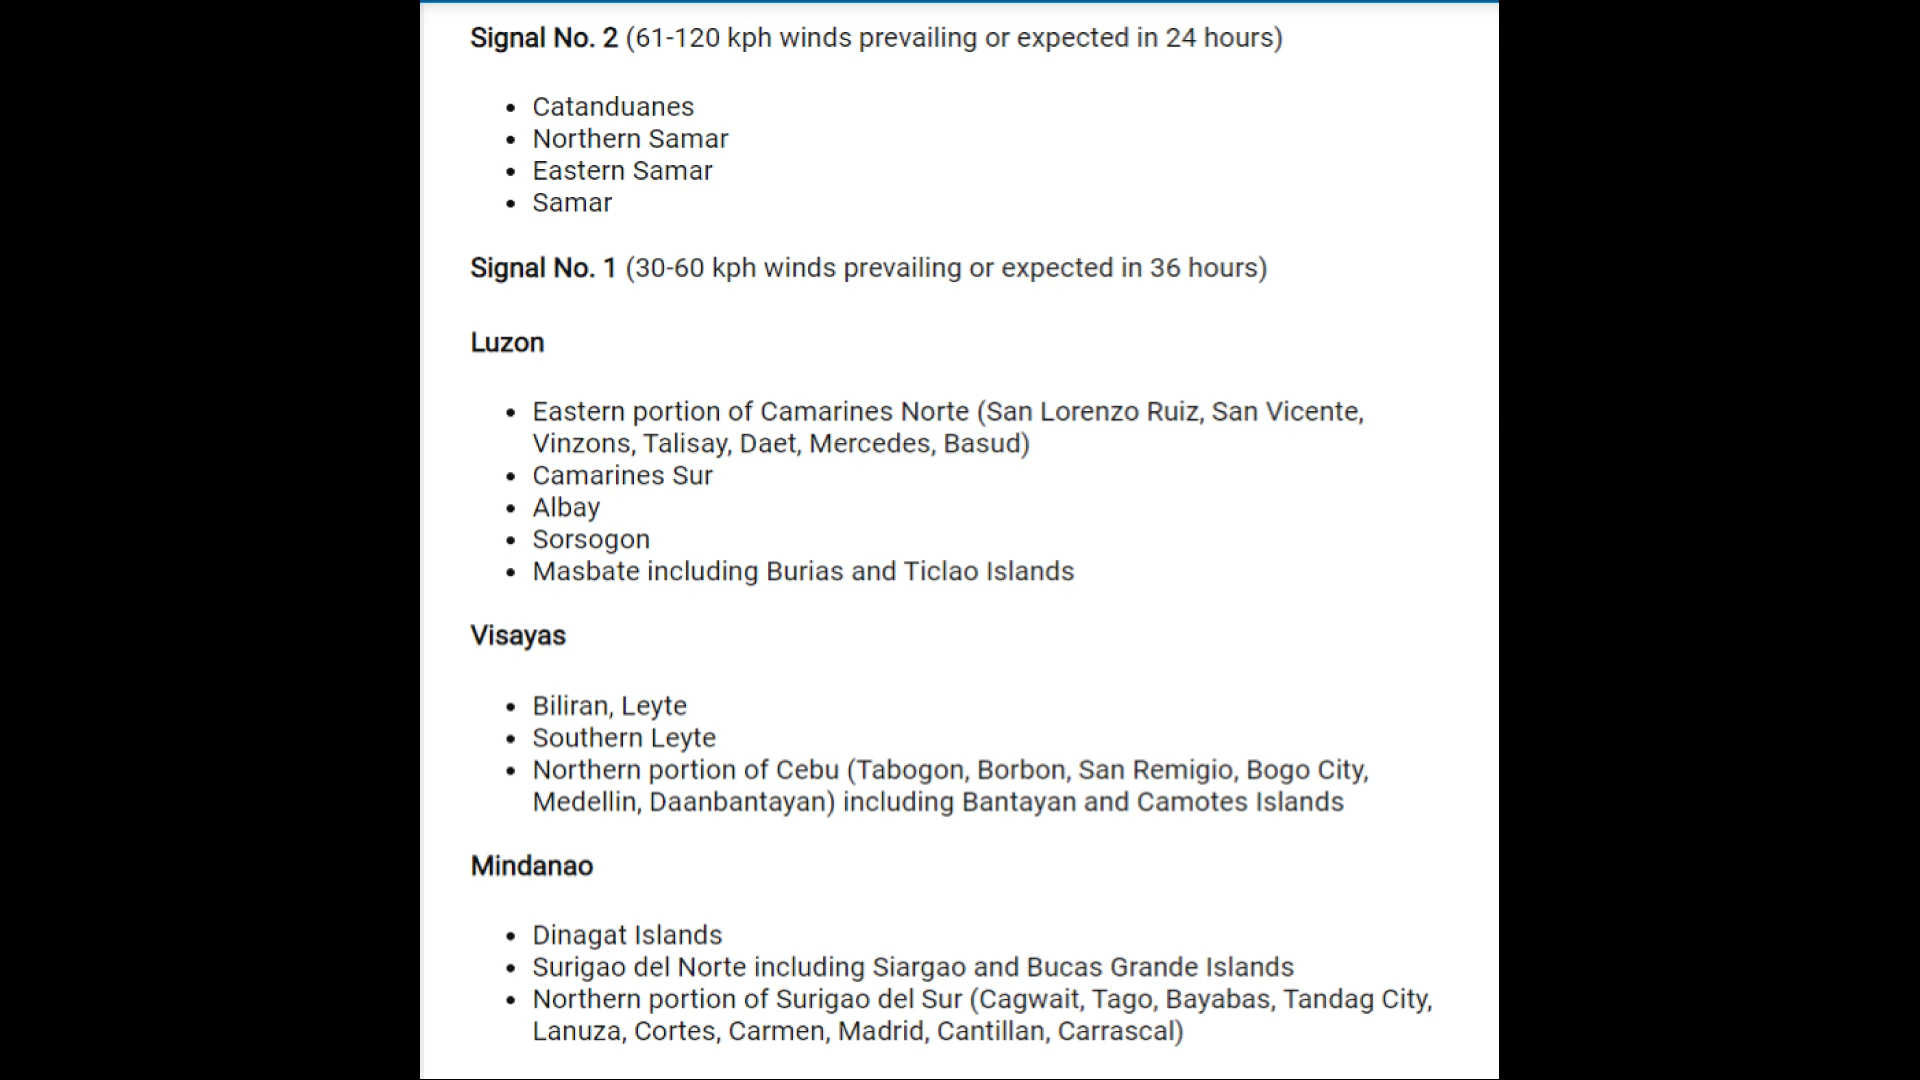 Signal No. 2 (61-120 kph winds prevailing or expected in 24 hours)
• Catanduanes
• Northern Samar
• Eastern Samar
• Samar
Signal No. 1 (30-60 kph winds prevailing or expected in 36 hours)
Luzon
• Eastern portion of Camarines Norte (San Lorenzo Ruiz, San Vicente,
Vinzons, Talisay, Daet, Mercedes, Basud)
• Camarines Sur
• Albay
• Sorsogon
• Masbate including Burias and Ticlao Islands
Visayas
• Biliran, Leyte
• Southern Leyte
• Northern portion of Cebu (Tabogon, Borbon, San Remigio, Bogo City,
Medellin, Daanbantayan) including Bantayan and Camotes Islands
Mindanao
• Dinagat Islands
• Surigao del Norte including Siargao and Bucas Grande Islands
• Northern portion of Surigao del Sur (Cagwait, Tago, Bayabas, Tandag City,
Lanuza, Cortes, Carmen, Madrid, Cantillan, Carrascal)